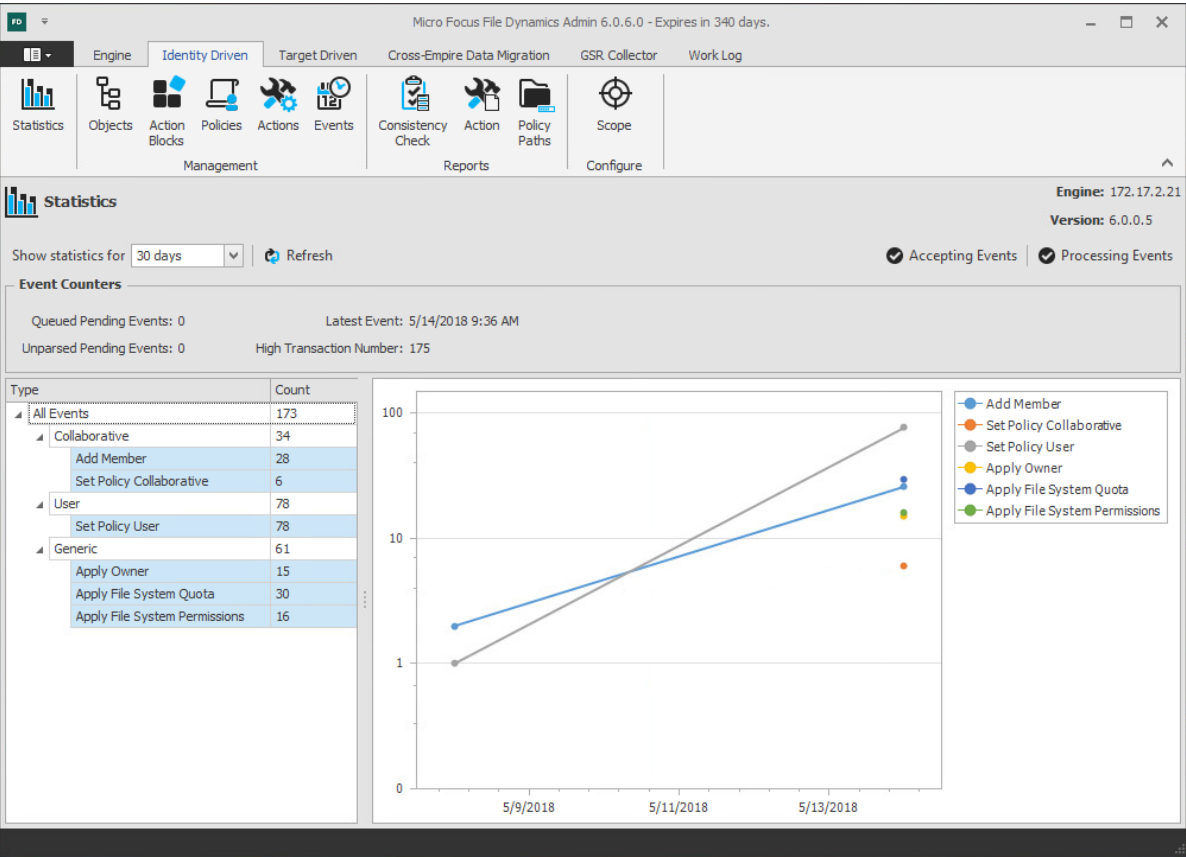 FD
Micro Focus File Dynamics Admin 6.0.6.0 - Expires in 340 days.
Engine Identity Driven Target Driven Cross-Empire Data Migration GSR Collector Work Log
Statistics Objects Action Blocks Policies Actions Events Consistency Check Action Policy Paths Scope
12
Management Reports Configure
Statistics
Engine: 172.17.2.21
Version: 6.0.0.5
Show statistics for 30 days Refresh Accepting Events Processing Events
Event Counters
Queued Pending Events: 0 Latest Event: 5/14/2018 9:36 AM
Unparsed Pending Events: 0 High Transaction Number: 175
Type Count
All Events 173
Collaborative 34
Add Member 28
Set Policy Collaborative 6
User 78
Set Policy User 78
Generic 61
Apply Owner 15
Apply File System Quota 30
Apply File System Permissions 16
100
10
1
0
5/9/2018 5/11/2018 5/13/2018
Add Member
Set Policy Collaborative
Set Policy User
Apply Owner
Apply File System Quota
Apply File System Permissions